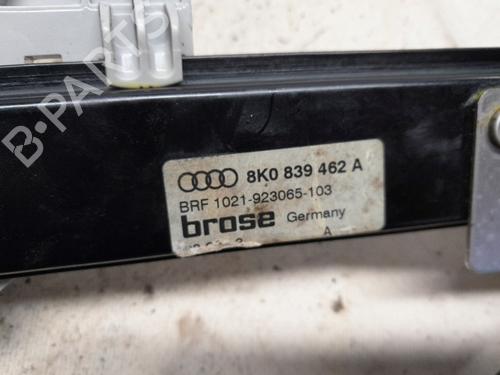 B-PARTS
8K0 839 462 A
BRF 1021-923065-103
brose Germany
A